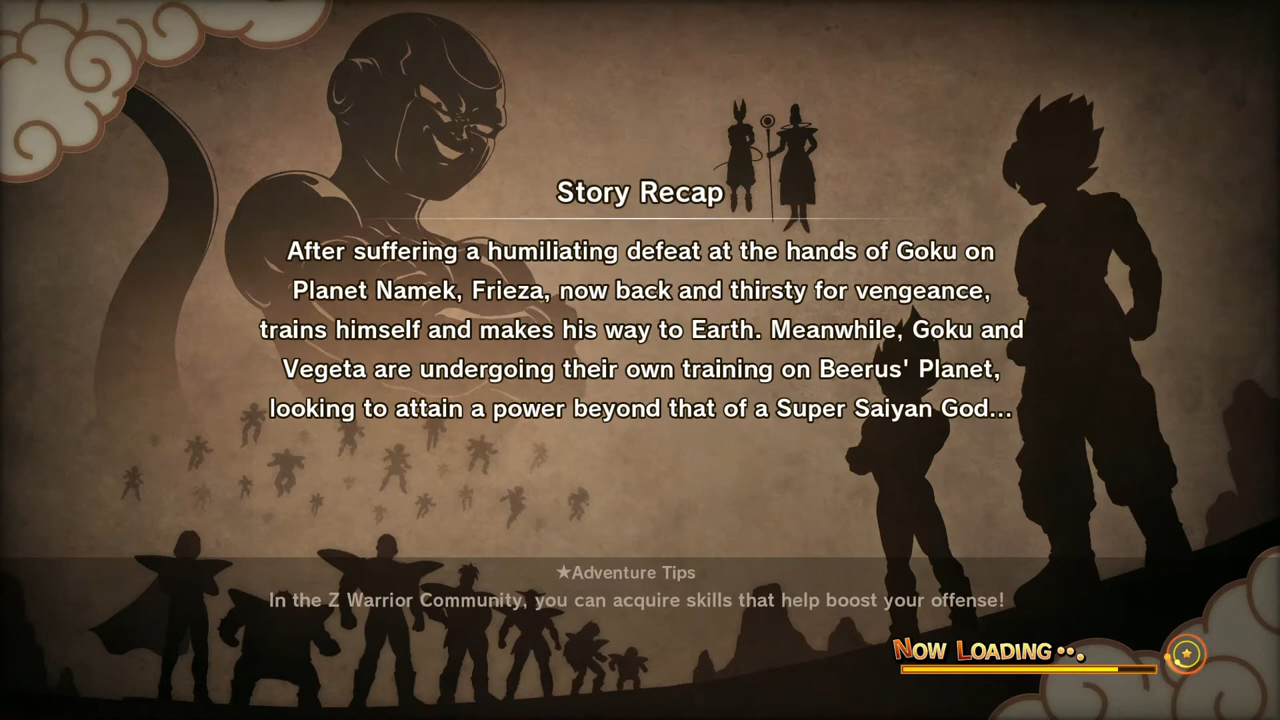 Story Recap
After suffering a humiliating defeat at the hands of Goku on
Planet Namek, Frieza, now back and thirsty for vengeance,
trains himself and makes his way to Earth. Meanwhile, Goku and
Vegeta are undergoing their own training on Beerus' Planet,
looking to attain a power beyond that of a Super Saiyan God...
★Adventure Tips
In the Z Warrior Community, you can acquire skills that help boost your offense!
NOW LOADING...